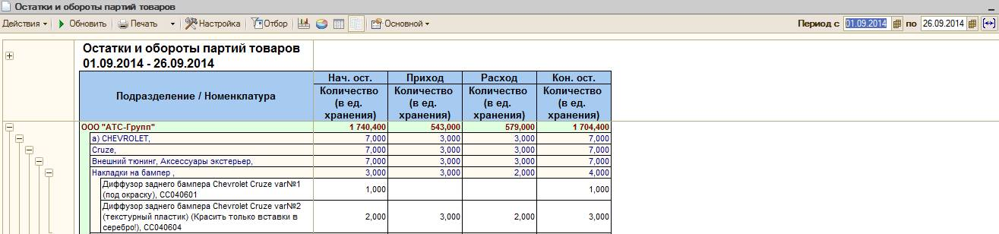 Остатки и обороты партий товаров
Действия Обновить Печать Настройка Отбор Основной Период с 01.09.2014 по 26.09.2014
Остатки и обороты партий товаров
01.09.2014 - 26.09.2014
Подразделение / Номенклатура
Нач. ост. Приход Расход Кон. ост.
Количество Количество Количество Количество
(в ед. (в ед. (в ед. (в ед.
хранения) хранения) хранения) хранения)
ООО "АТС-Групп" 1 740,400 543,000 579,000 1 704,400
а) CHEVROLET, 7,000 3,000 3,000 7,000
Cruze, 7,000 3,000 3,000 7,000
Внешний тюнинг, Аксессуары экстерьер, 7,000 3,000 3,000 7,000
Накладки на бампер , 3,000 3,000 2,000 4,000
Диффузор заднего бампера Chevrolet Cruze var№1
(под окраску), CC040601 1,000 1,000
Диффузор заднего бампера Chevrolet Cruze var№2
(текстурный пластик) (Красить только вставки в
серебро!), CC040604 2,000 3,000 2,000 3,000